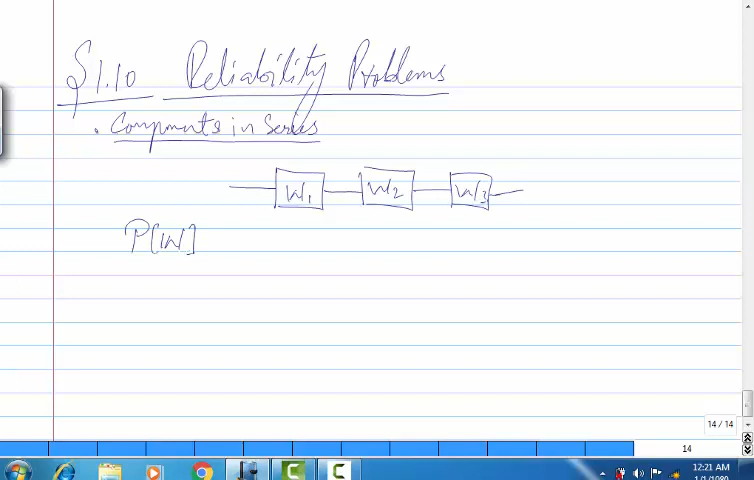 §1.10 Reliability Problems
. Components in Series
W1 W2 W3
P[W]
14 / 14
14
12:21 AM